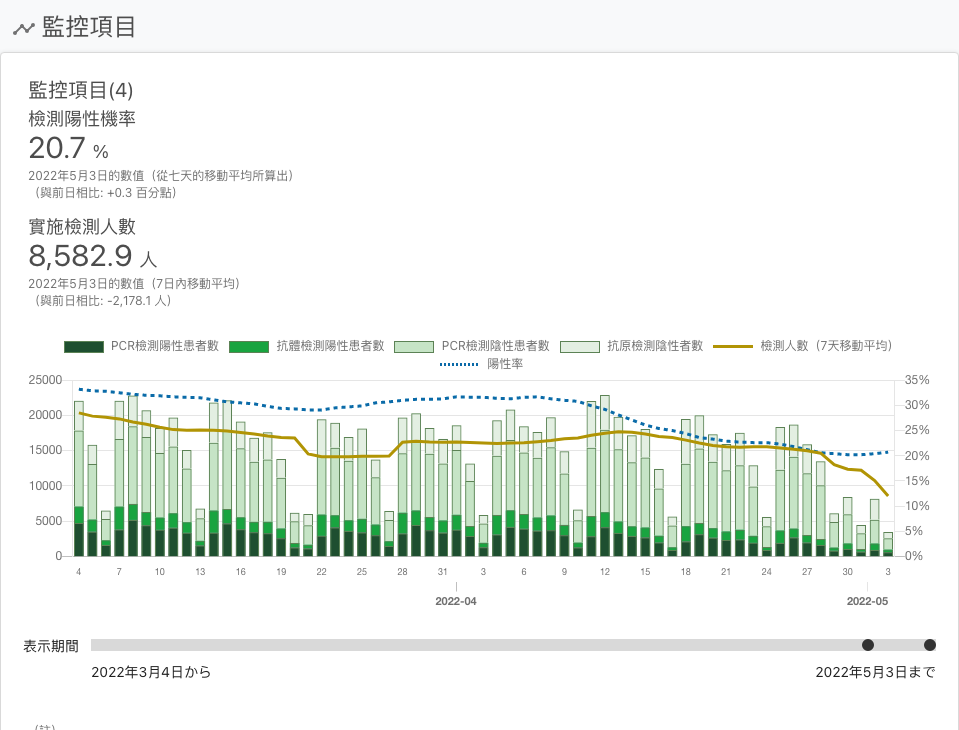 監控項目
監控項目(4)
檢測陽性機率
20.7 %
2022年5月3日的數值（從七天的移動平均所算出）
（與前日相比: +0.3 百分點）
實施檢測人數
8,582.9 人
2022年5月3日的數值（7日內移動平均）
（與前日相比: -2,178.1 人）
PCR檢測陽性患者數 抗體檢測陽性患者數 PCR檢測陰性患者數 抗原檢測陰性者數 檢測人數（7天移動平均）
陽性率
25000 35%
30%
20000
25%
15000 20%
15%
10000
10%
5000
5%
0 0%
4 7 10 13 16 19 22 25 28 31 3 6 9 12 15 18 21 24 27 30 3
2022-04 2022-05
表示期間
2022年3月4日から 2022年5月3日まで
（註）